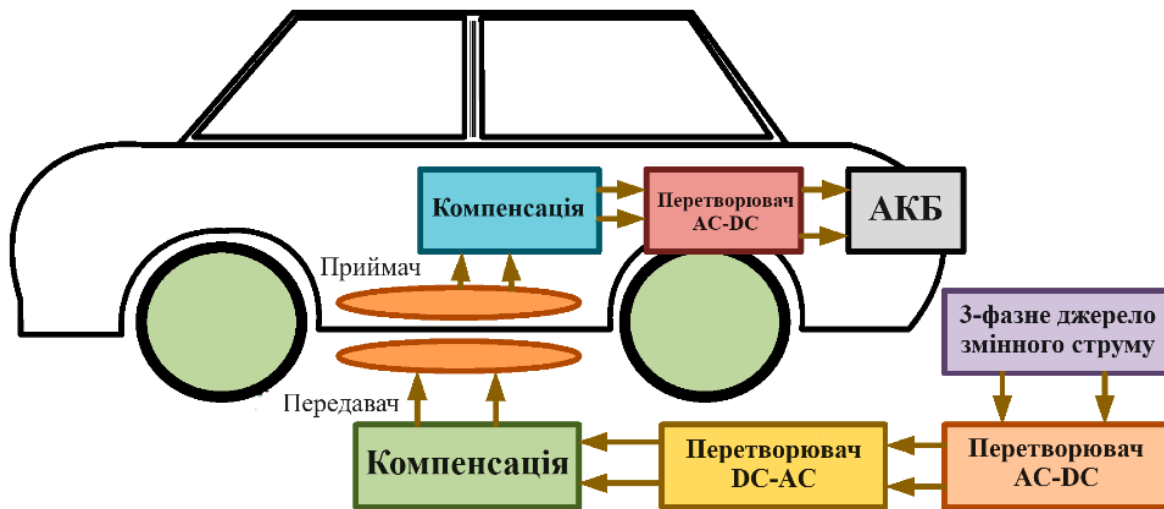 Компенсація
Перетворювач
AC-DC
АКБ
Приймач
3-фазне джерело
змінного струму
Передавач
Компенсація
Перетворювач
DC-AC
Перетворювач
AC-DC